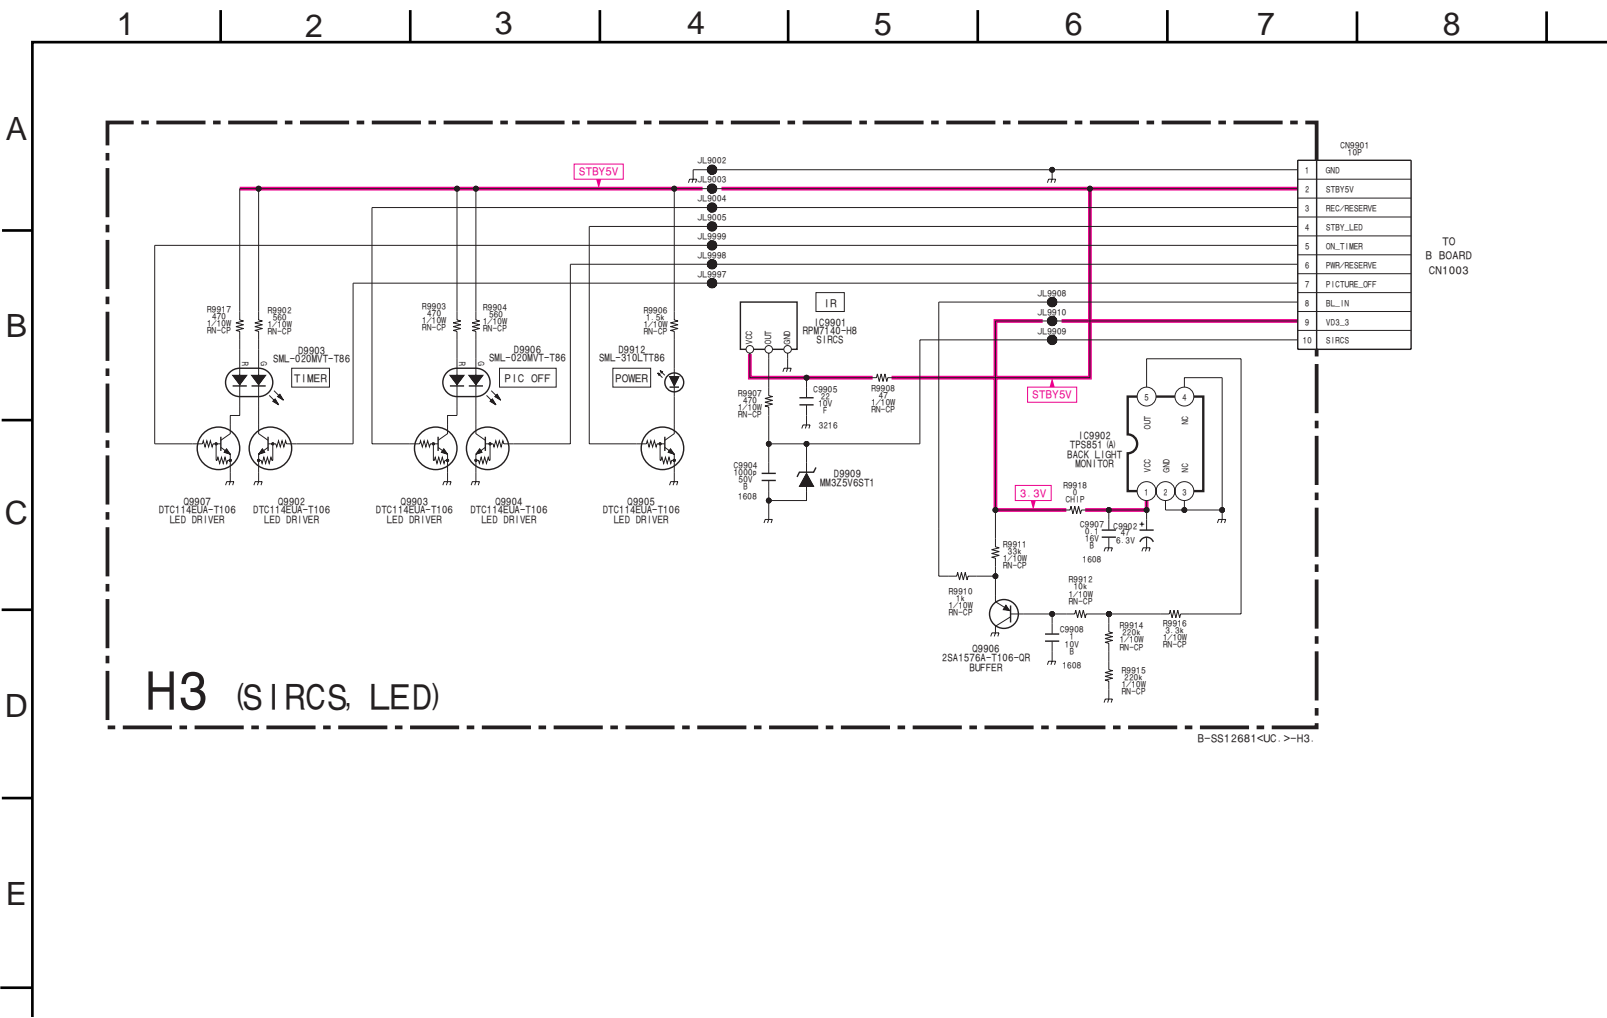 1 2 3 4 5 6 7 8
A
B
C
D
E
STBY5V
JL9002
JL9003
JL9004
JL9005
JL9999
JL9998
JL9997
CN9901
10P
1 GND
2 STBY5V
3 REC/RESERVE
4 STBY_LED
5 ON_TIMER
6 PWR/RESERVE
7 PICTURE_OFF
8 BL_IN
9 VD3_3
10 SIRCS
TO
B BOARD
CN1003
R9917
470
1/10W
RN-CP
R9902
560
1/10W
RN-CP
D9903
SML-020MVT-T86
TIMER
R G
R9903
470
1/10W
RN-CP
R9904
560
1/10W
RN-CP
D9906
SML-020MVT-T86
PIC OFF
R G
R9906
1.5k
1/10W
RN-CP
D9912
SML-310LTT86
POWER
VCC
OUT
GND
IR
IC9901
RPM7140-H8
SIRCS
JL9908
JL9910
JL9909
R9907
470
1/10W
RN-CP
C9905
22
10V
F
3216
R9908
47
1/10W
RN-CP
STBY5V
5 4
OUT
NC
IC9902
TPS851(A)
BACK LIGHT
MONITOR
VCC
GND
NC
1 2 3
C9904
1000p
50V
B
1608
D9909
MM3Z5V6ST1
3.3V
R9918
0
CHIP
C9907
0.1
16V
B
1608
C9902
47
6.3V
+
Q9907
DTC114EUA-T106
LED DRIVER
Q9902
DTC114EUA-T106
LED DRIVER
Q9903
DTC114EUA-T106
LED DRIVER
Q9904
DTC114EUA-T106
LED DRIVER
Q9905
DTC114EUA-T106
LED DRIVER
R9911
33k
1/10W
RN-CP
R9910
1k
1/10W
RN-CP
R9912
10k
1/10W
RN-CP
Q9906
2SA1576A-T106-QR
BUFFER
C9908
1
10V
B
1608
R9914
220k
1/10W
RN-CP
R9916
3.3k
1/10W
RN-CP
R9915
220k
1/10W
RN-CP
H3 (SIRCS, LED)
B-SS12681<UC.>-H3.